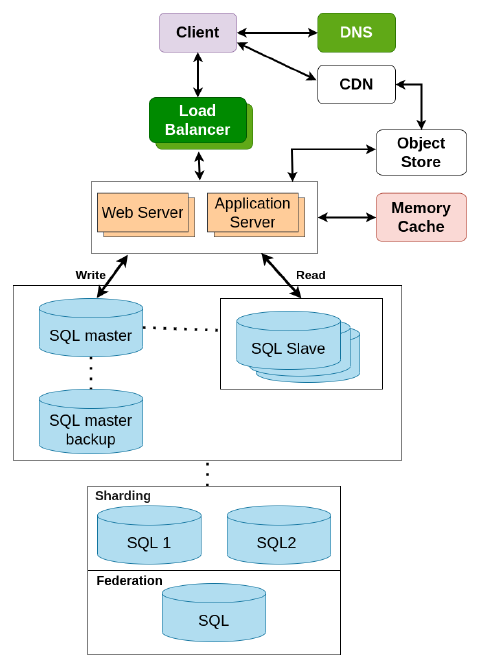 Client
DNS
CDN
Load
Balancer
Object
Store
Web Server
Application
Server
Memory
Cache
Write
Read
SQL master
SQL Slave
SQL master
backup
Sharding
SQL 1
SQL2
Federation
SQL